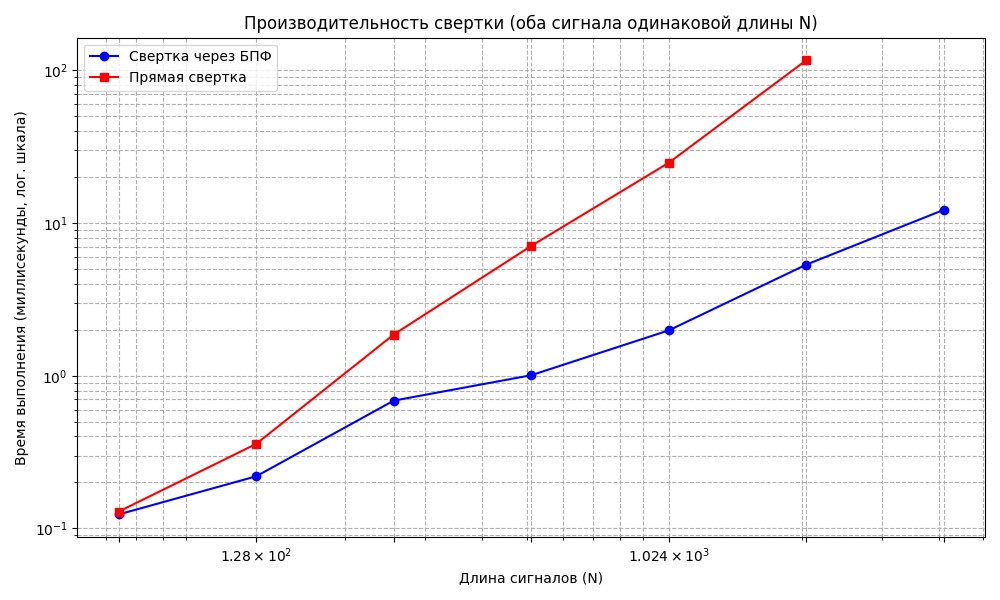 Производительность свертки (оба сигнала одинаковой длины N)
Свертка через БПФ
Прямая свертка
Время выполнения (миллисекунды, лог. шкала)
10²
10¹
10⁰
10⁻¹
1.28 × 10²
1.024 × 10³
Длина сигналов (N)